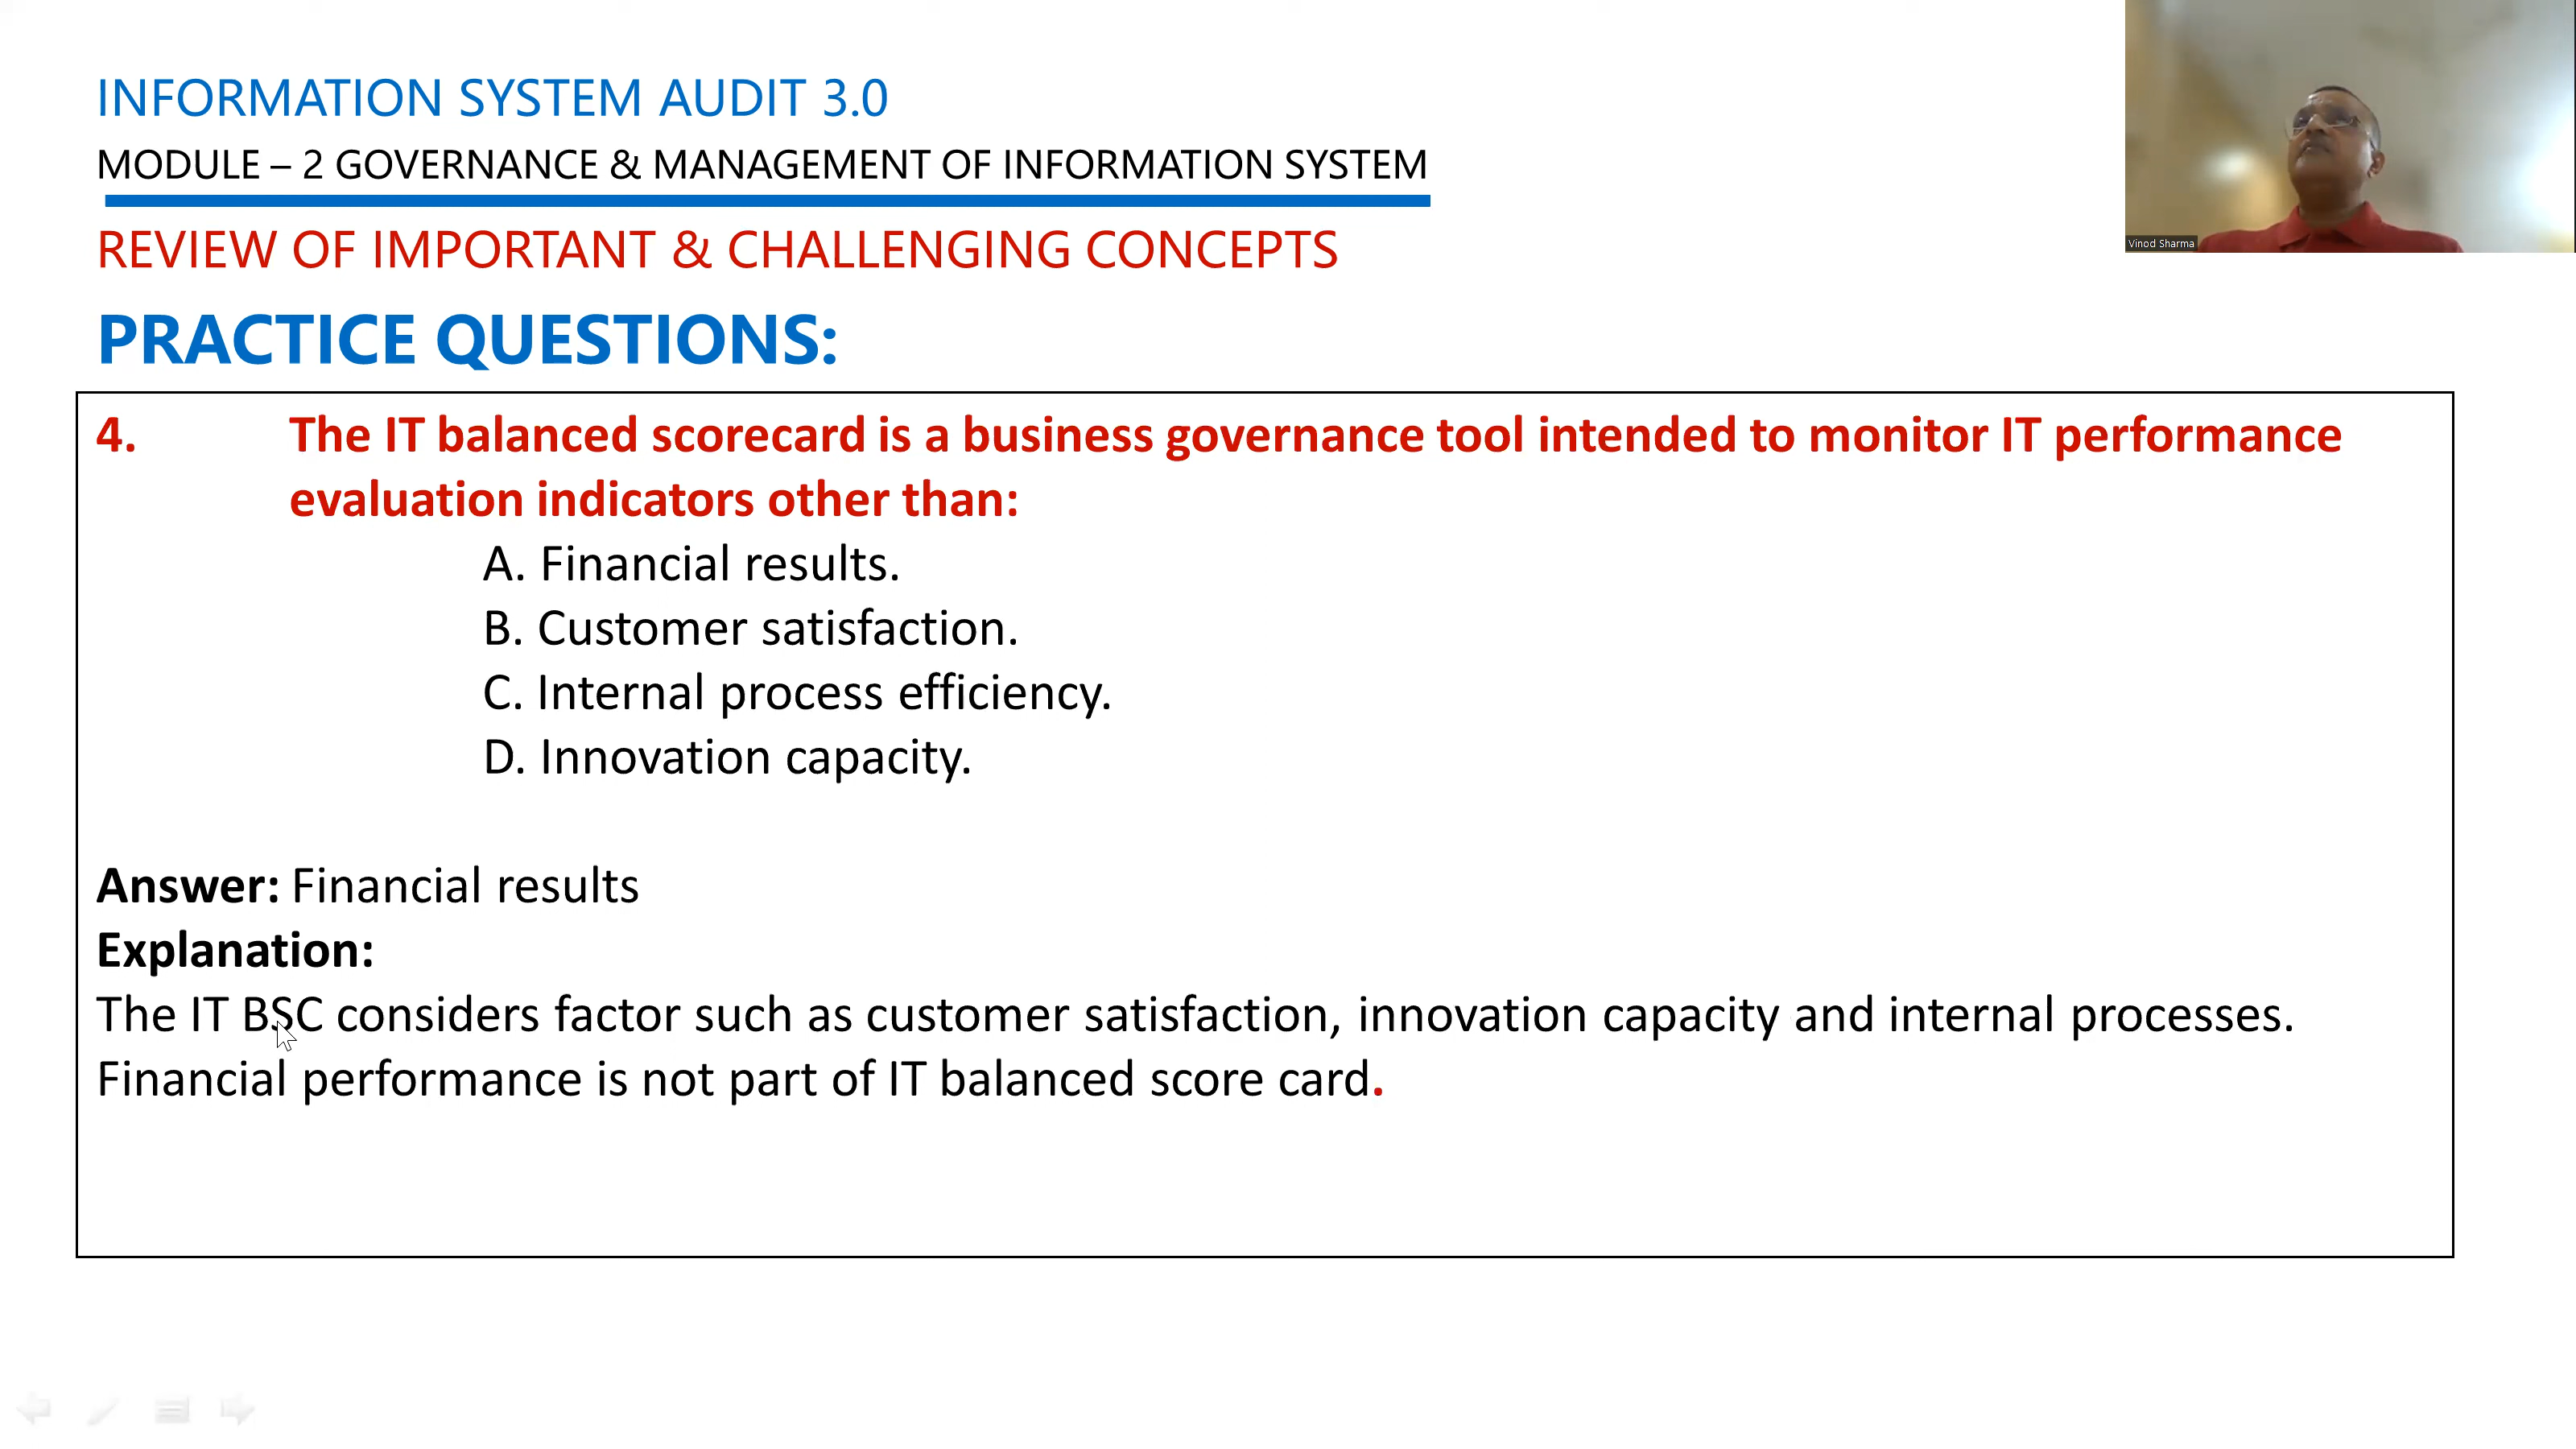 INFORMATION SYSTEM AUDIT 3.0
MODULE – 2 GOVERNANCE & MANAGEMENT OF INFORMATION SYSTEM
REVIEW OF IMPORTANT & CHALLENGING CONCEPTS
PRACTICE QUESTIONS:
4. The IT balanced scorecard is a business governance tool intended to monitor IT performance
evaluation indicators other than:
A. Financial results.
B. Customer satisfaction.
C. Internal process efficiency.
D. Innovation capacity.
Answer: Financial results
Explanation:
The IT BSC considers factor such as customer satisfaction, innovation capacity and internal processes.
Financial performance is not part of IT balanced score card.
Vinod Sharma